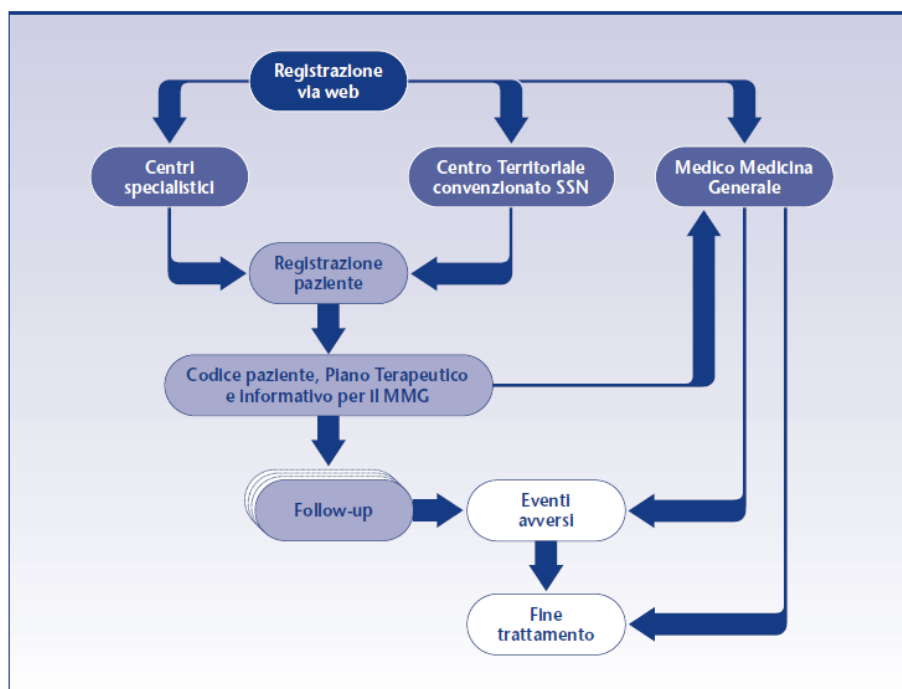 Registrazione
via web
Centri
specialistici
Centro Territoriale
convenzionato SSN
Medico Medicina
Generale
Registrazione
paziente
Codice paziente, Piano Terapeutico
e Informativo per il MMG
Follow-up
Eventi
avversi
Fine
trattamento